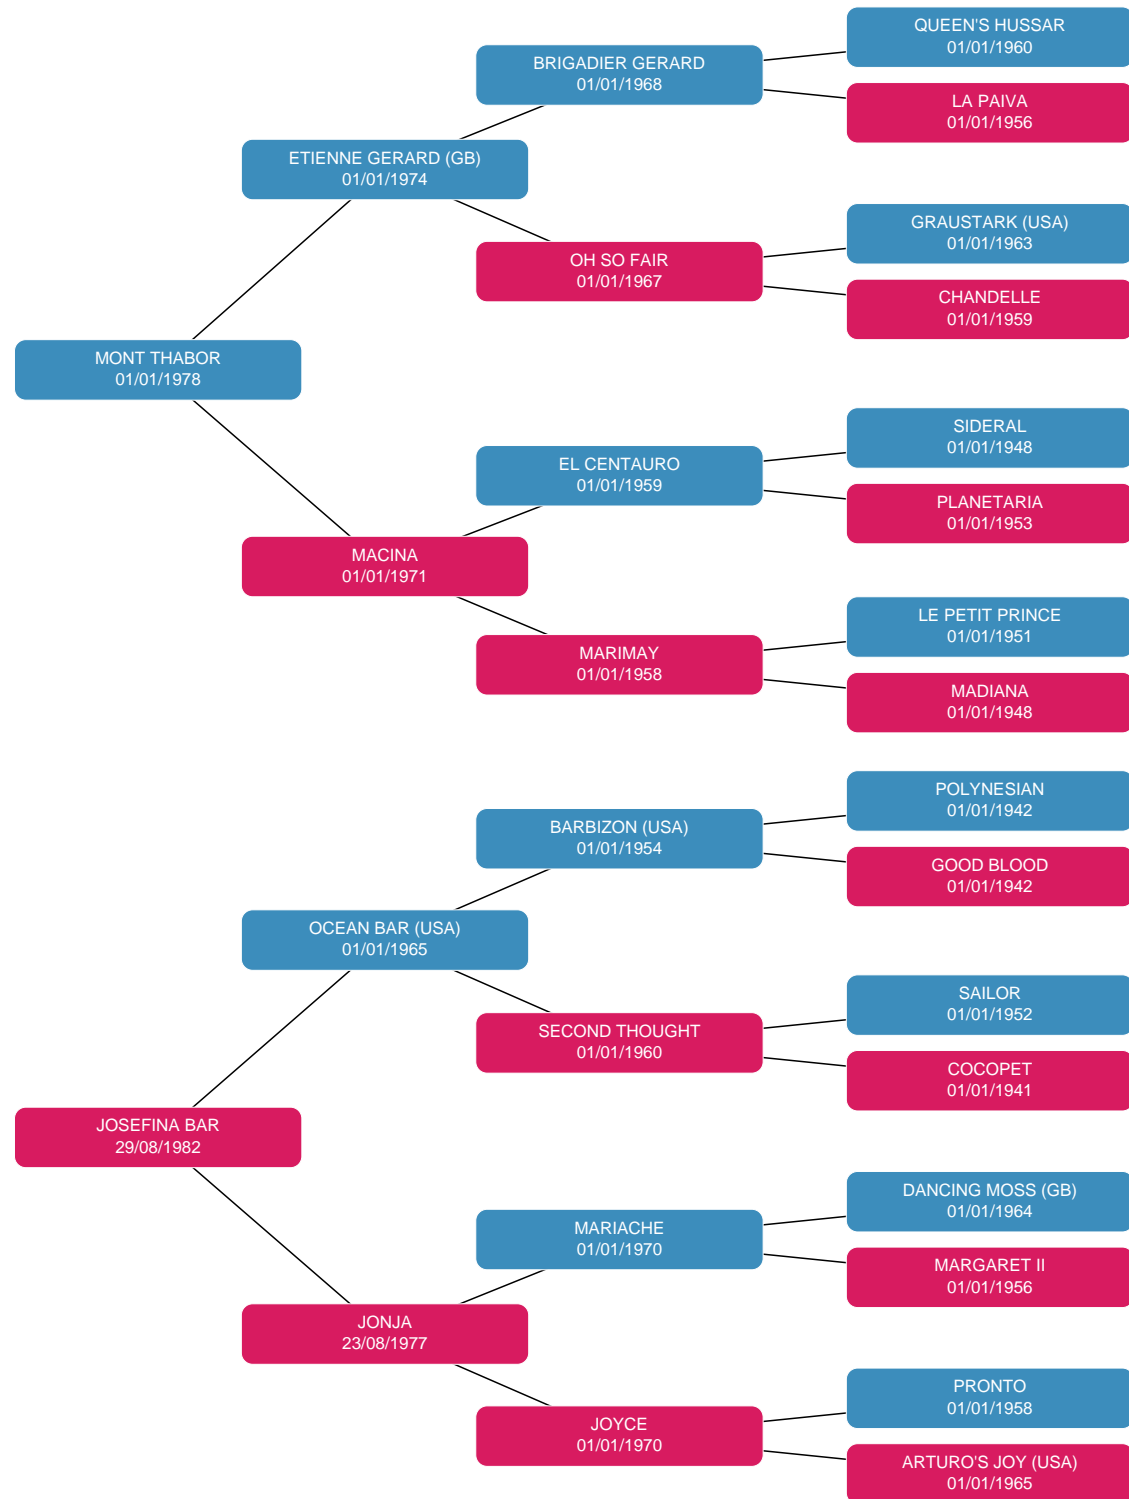 QUEEN'S HUSSAR
01/01/1960
BRIGADIER GERARD
01/01/1968
LA PAIVA
01/01/1956
ETIENNE GERARD (GB)
01/01/1974
GRAUSTARK (USA)
01/01/1963
OH SO FAIR
01/01/1967
CHANDELLE
01/01/1959
MONT THABOR
01/01/1978
SIDERAL
01/01/1948
EL CENTAURO
01/01/1959
PLANETARIA
01/01/1953
MACINA
01/01/1971
LE PETIT PRINCE
01/01/1951
MARIMAY
01/01/1958
MADIANA
01/01/1948
POLYNESIAN
01/01/1942
BARBIZON (USA)
01/01/1954
GOOD BLOOD
01/01/1942
OCEAN BAR (USA)
01/01/1965
SAILOR
01/01/1952
SECOND THOUGHT
01/01/1960
COCOPET
01/01/1941
JOSEFINA BAR
29/08/1982
DANCING MOSS (GB)
01/01/1964
MARIACHE
01/01/1970
MARGARET II
01/01/1956
JONJA
23/08/1977
PRONTO
01/01/1958
JOYCE
01/01/1970
ARTURO'S JOY (USA)
01/01/1965